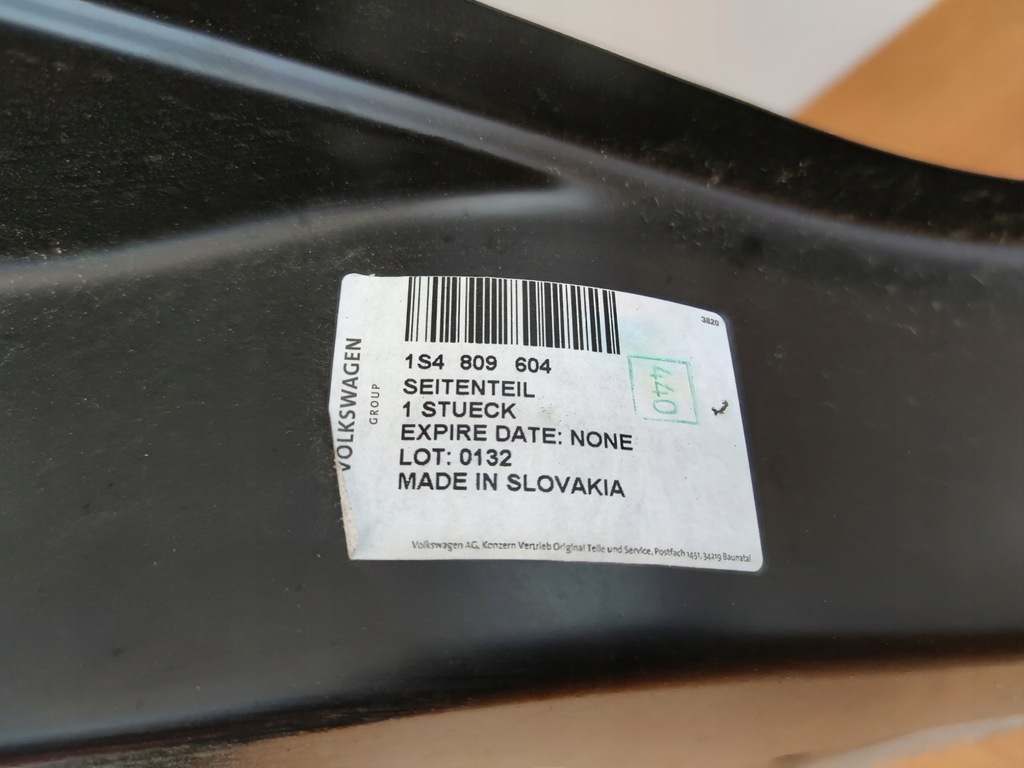 3820
1S4 809 604
SEITENTEIL
1 STUECK
EXPIRE DATE: NONE
LOT: 0132
MADE IN SLOVAKIA
VOLKSWAGEN
GROUP
440
Volkswagen AG, Konzern Vertrieb Original Teile und Service, Postfach 1451, 34219 Baunatal